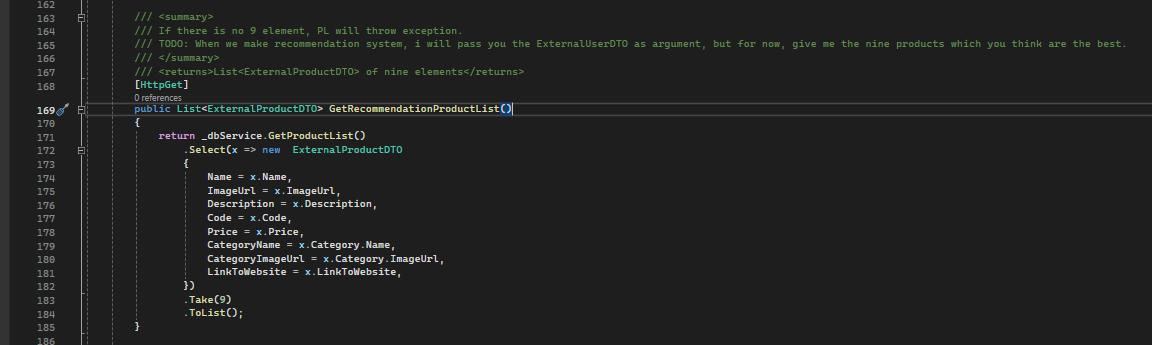 162
163 /// <summary>
164 /// If there is no 9 element, PL will throw exception.
165 /// TODO: When we make recommendation system, i will pass you the ExternalUserDTO as argument, but for now, give me the nine products which you think are the best.
166 /// </summary>
167 /// <returns>List<ExternalProductDTO> of nine elements</returns>
168 [HttpGet]
0 references
169 public List<ExternalProductDTO> GetRecommendationProductList()
170 {
171 return _dbService.GetProductList()
172 .Select(x => new  ExternalProductDTO
173 {
174 Name = x.Name,
175 ImageUrl = x.ImageUrl,
176 Description = x.Description,
177 Code = x.Code,
178 Price = x.Price,
179 CategoryName = x.Category.Name,
180 CategoryImageUrl = x.Category.ImageUrl,
181 LinkToWebsite = x.LinkToWebsite,
182 })
183 .Take(9)
184 .ToList();
185 }
186